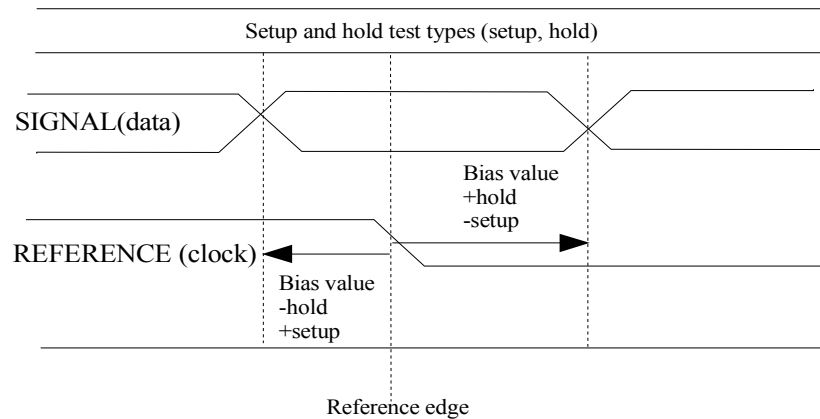 Setup and hold test types (setup, hold)
SIGNAL(data)
Bias value
+hold
-setup
REFERENCE (clock)
Bias value
-hold
+setup
Reference edge